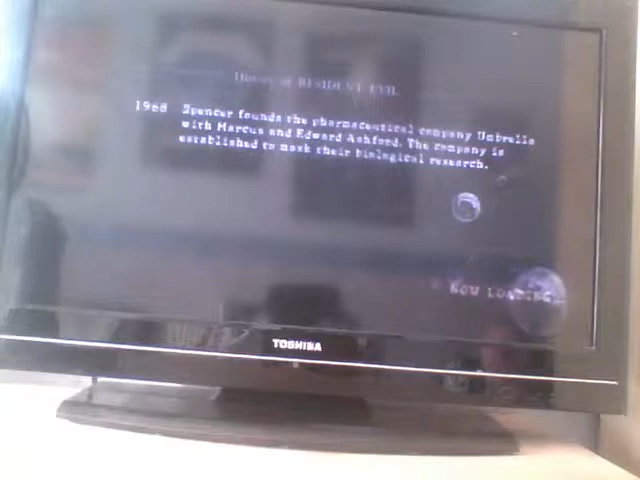 History of RESIDENT EVIL
1968 Spencer founds the pharmaceutical company Umbrella
with Marcus and Edward Ashford. The company is
established to mask their biological research.
NOW LOADING
TOSHIBA